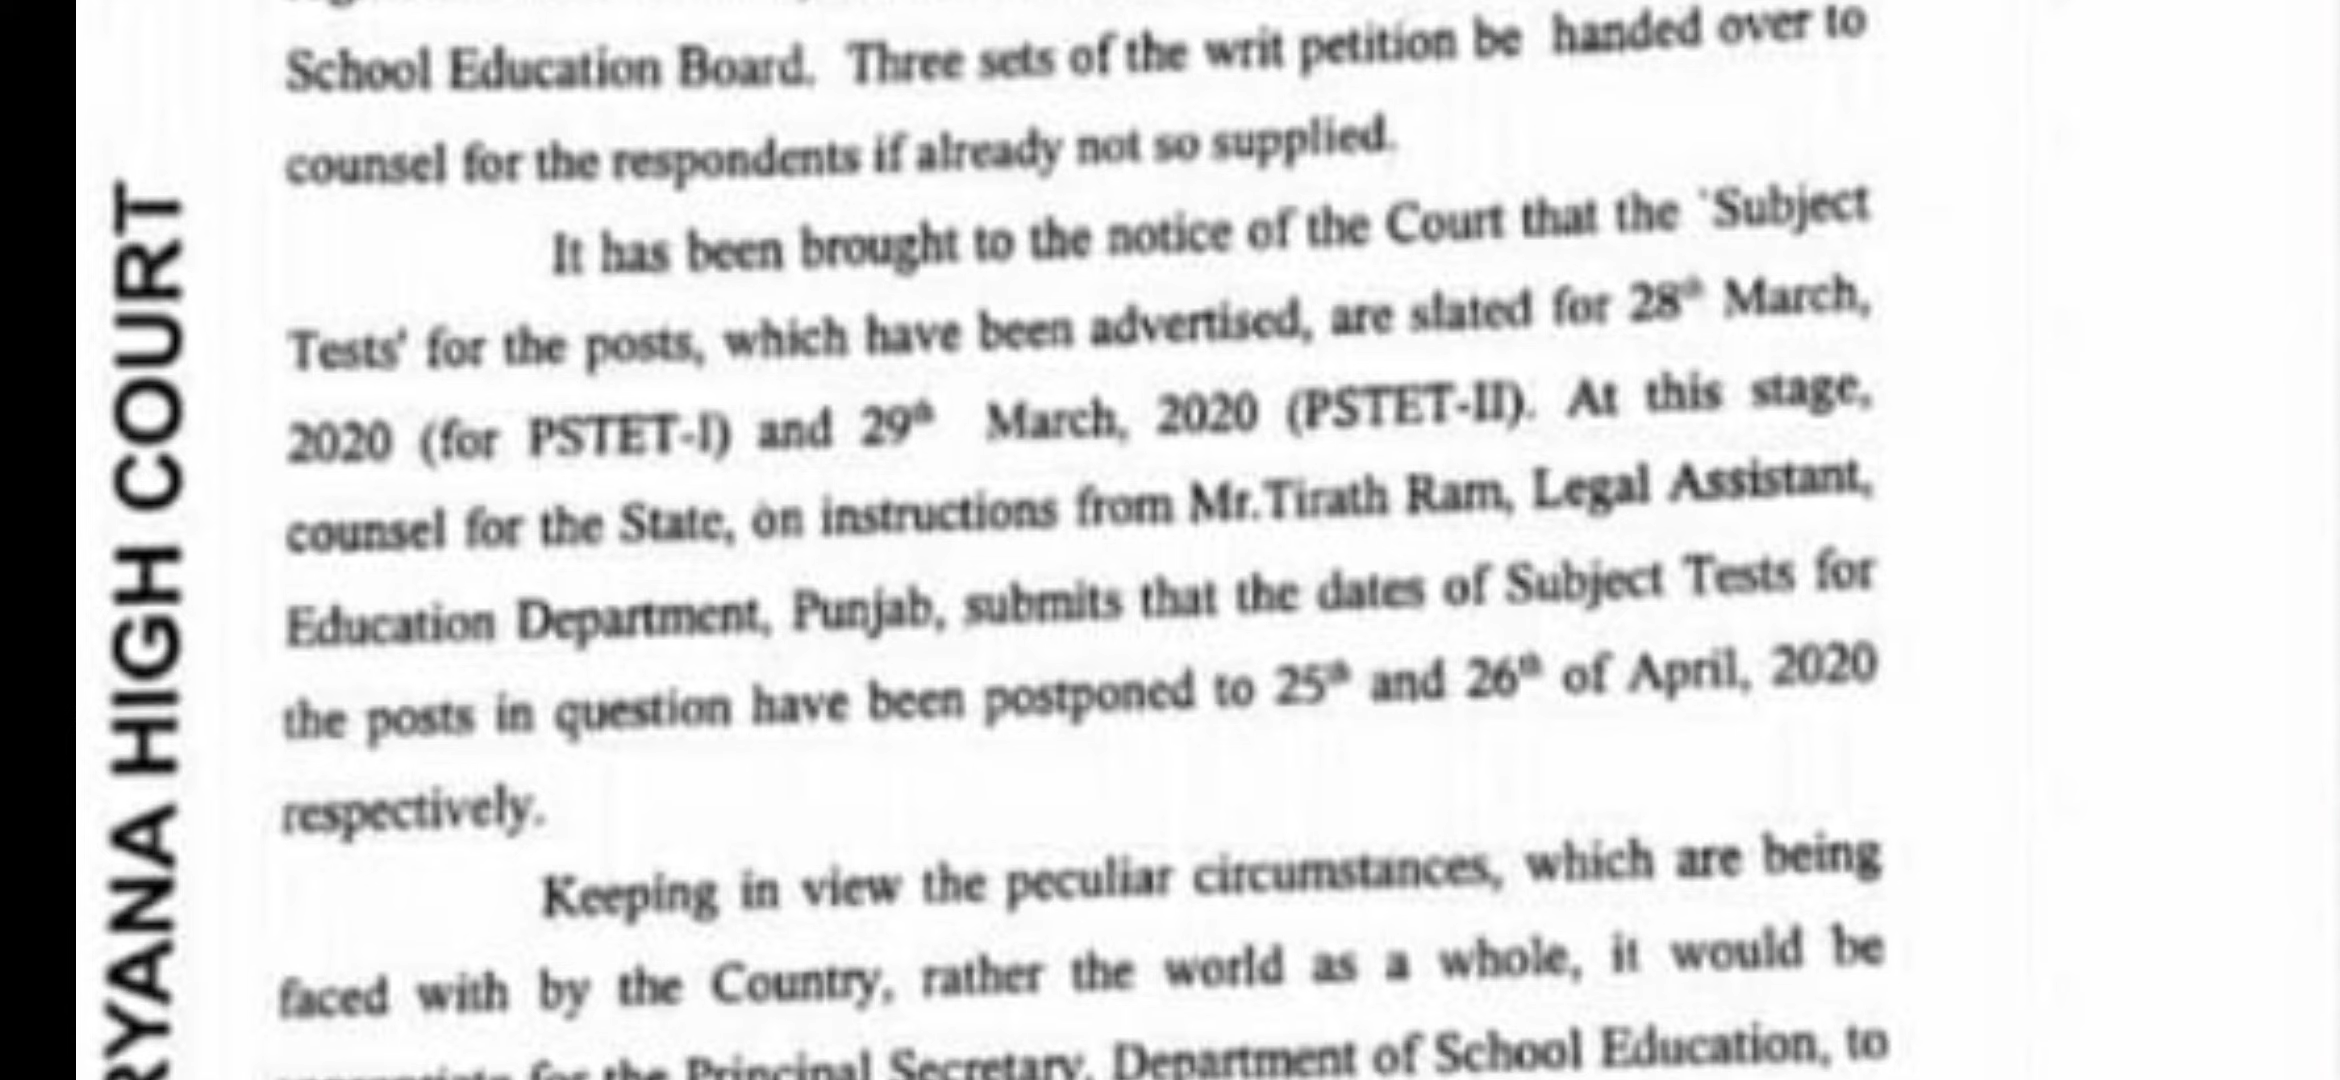 School Education Board. Three sets of the writ petition be handed over to
counsel for the respondents if already not so supplied.
It has been brought to the notice of the Court that the `Subject
Tests' for the posts, which have been advertised, are slated for 28th March,
2020 (for PSTET-I) and 29th March, 2020 (PSTET-II). At this stage,
counsel for the State, on instructions from Mr.Tirath Ram, Legal Assistant,
Education Department, Punjab, submits that the dates of Subject Tests for
the posts in question have been postponed to 25th and 26th of April, 2020
respectively.
Keeping in view the peculiar circumstances, which are being
faced with by the Country, rather the world as a whole, it would be
for the Principal Secretary, Department of School Education, to
RYANA HIGH COURT